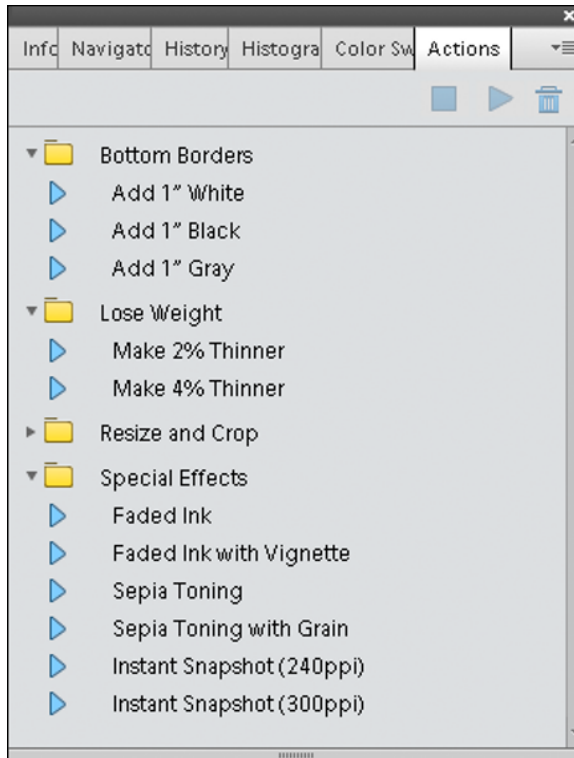 Info Navigato History Histogra Color Sw Actions
Bottom Borders
Add 1" White
Add 1" Black
Add 1" Gray
Lose Weight
Make 2% Thinner
Make 4% Thinner
Resize and Crop
Special Effects
Faded Ink
Faded Ink with Vignette
Sepia Toning
Sepia Toning with Grain
Instant Snapshot (240ppi)
Instant Snapshot (300ppi)